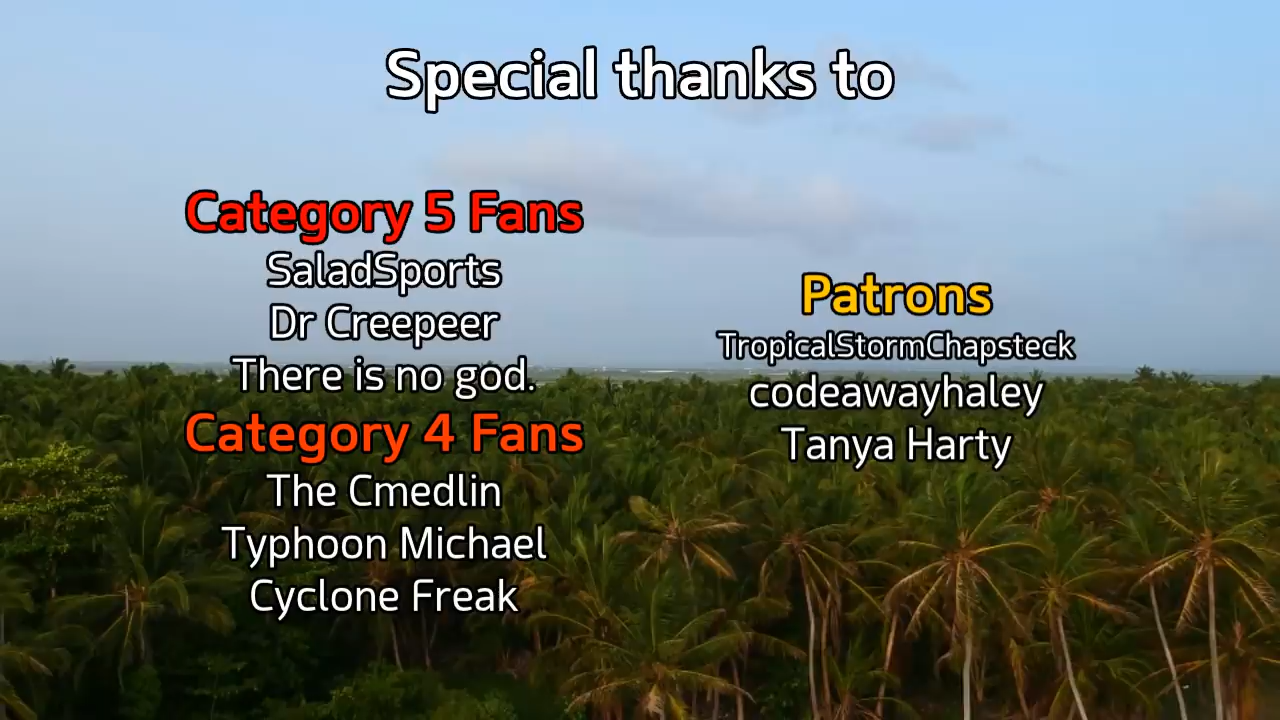 Special thanks to
Category 5 Fans
SaladSports
Dr Creepeer
There is no god.
Category 4 Fans
The Cmedlin
Typhoon Michael
Cyclone Freak
Patrons
TropicalStormChapsteck
codeawayhaley
Tanya Harty